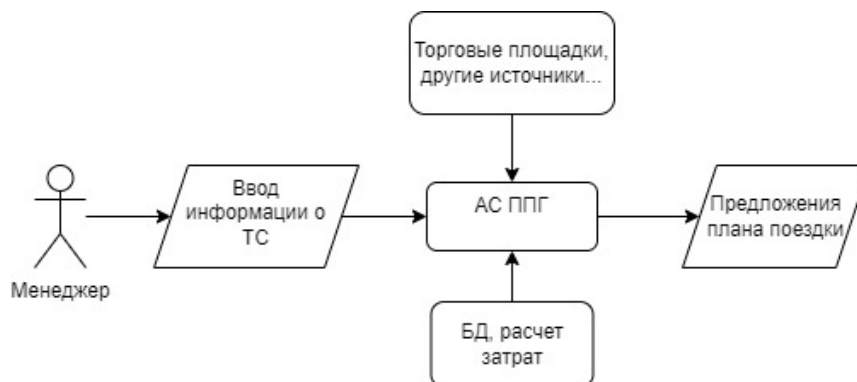 Торговые площадки,
другие источники...
Ввод
информации о
ТС
АС ППГ
Предложения
плана поездки
Менеджер
БД, расчет
затрат